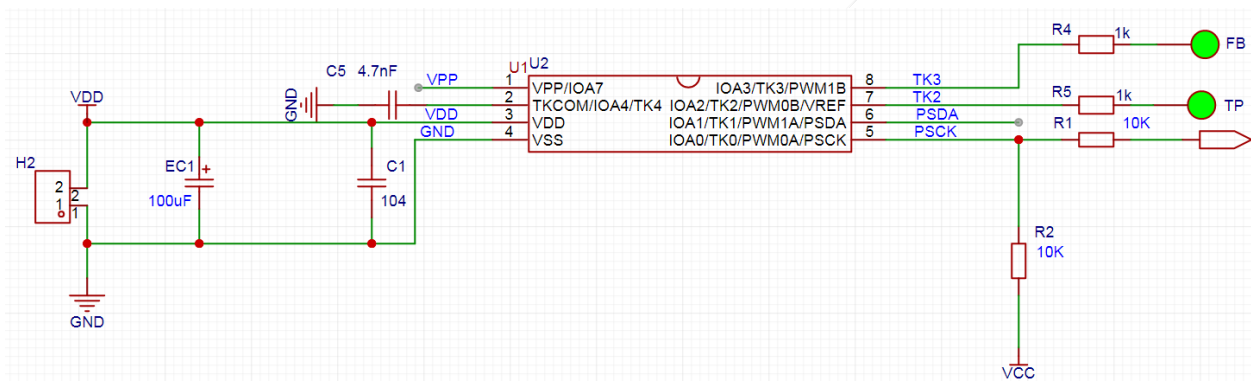 R4 1k FB
C5 4.7nF U1 U2
VPP 1 VPP/IOA7 IOA3/TK3/PWM1B 8 TK3
GND 2 TKCOM/IOA4/TK4 IOA2/TK2/PWM0B/VREF 7 TK2 R5 1k TP
VDD VDD 3 VDD IOA1/TK1/PWM1A/PSDA 6 PSDA R1 10K
GND 4 VSS IOA0/TK0/PWM0A/PSCK 5 PSCK
H2 EC1 + C1
2 2 100uF 104
1 1
R2
10K
GND
VCC